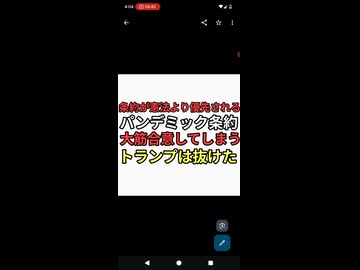 4:04 06:45
条約が憲法より優先される
パンデミック条約
大筋合意してしまう
トランプは抜けた